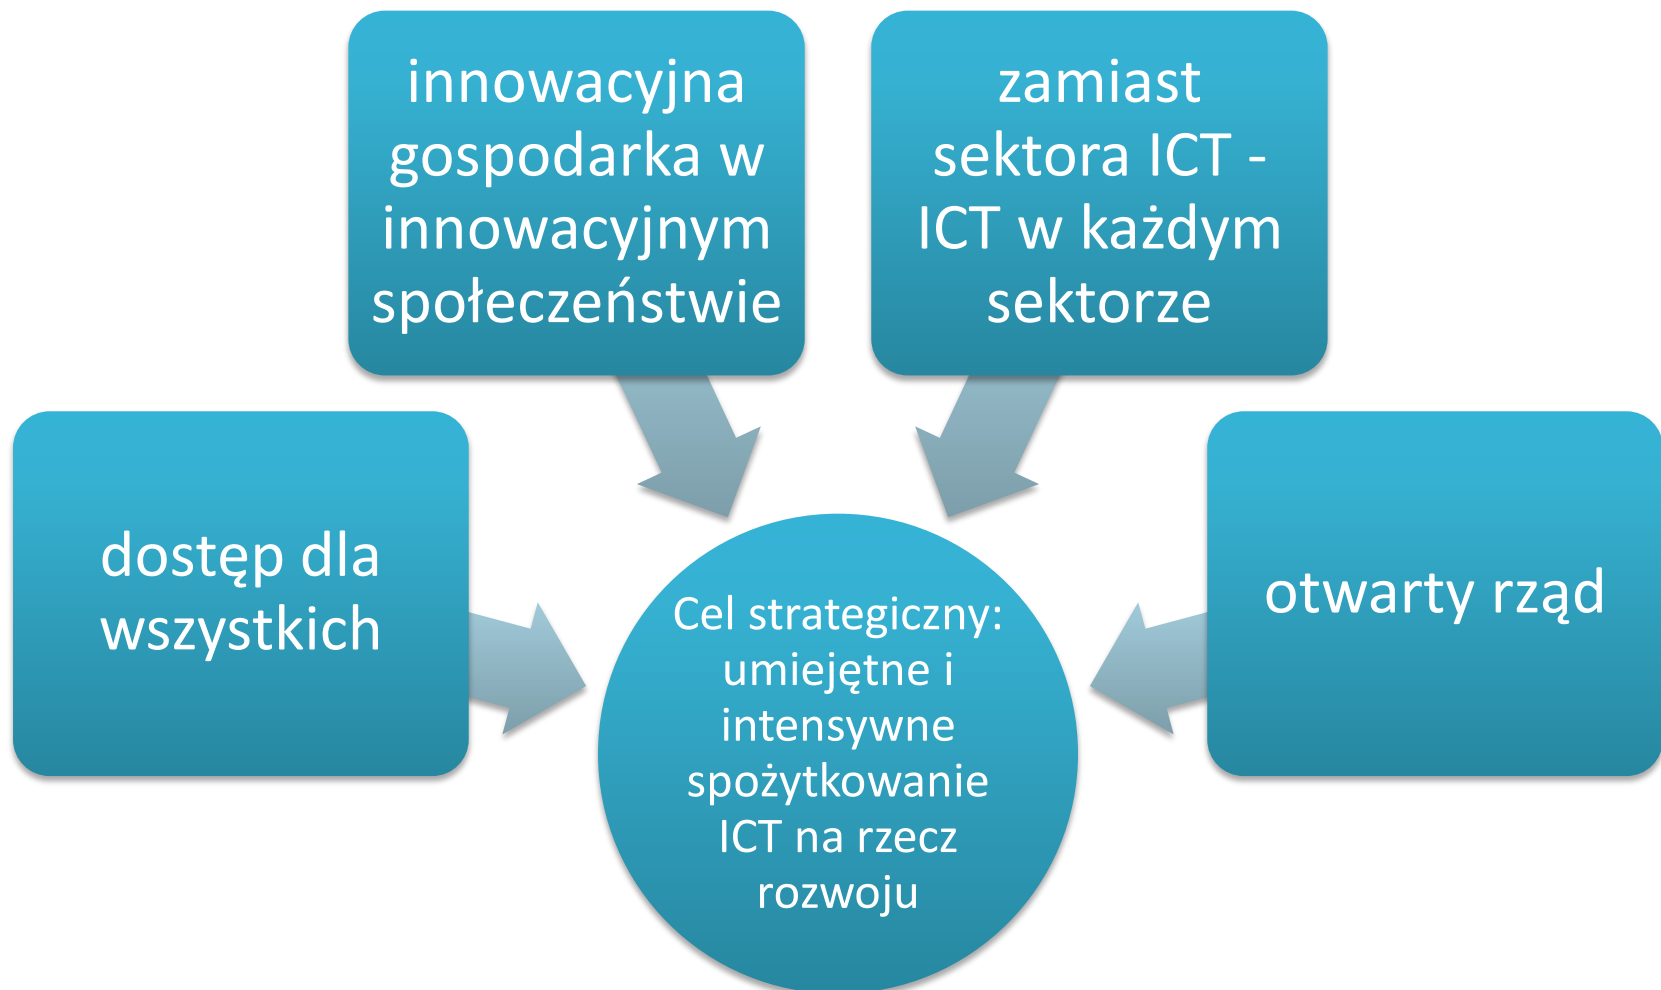 innowacyjna
gospodarka w
innowacyjnym
społeczeństwie
zamiast
sektora ICT -
ICT w każdym
sektorze
dostęp dla
wszystkich
otwarty rząd
Cel strategiczny:
umiejętne i
intensywne
spożytkowanie
ICT na rzecz
rozwoju